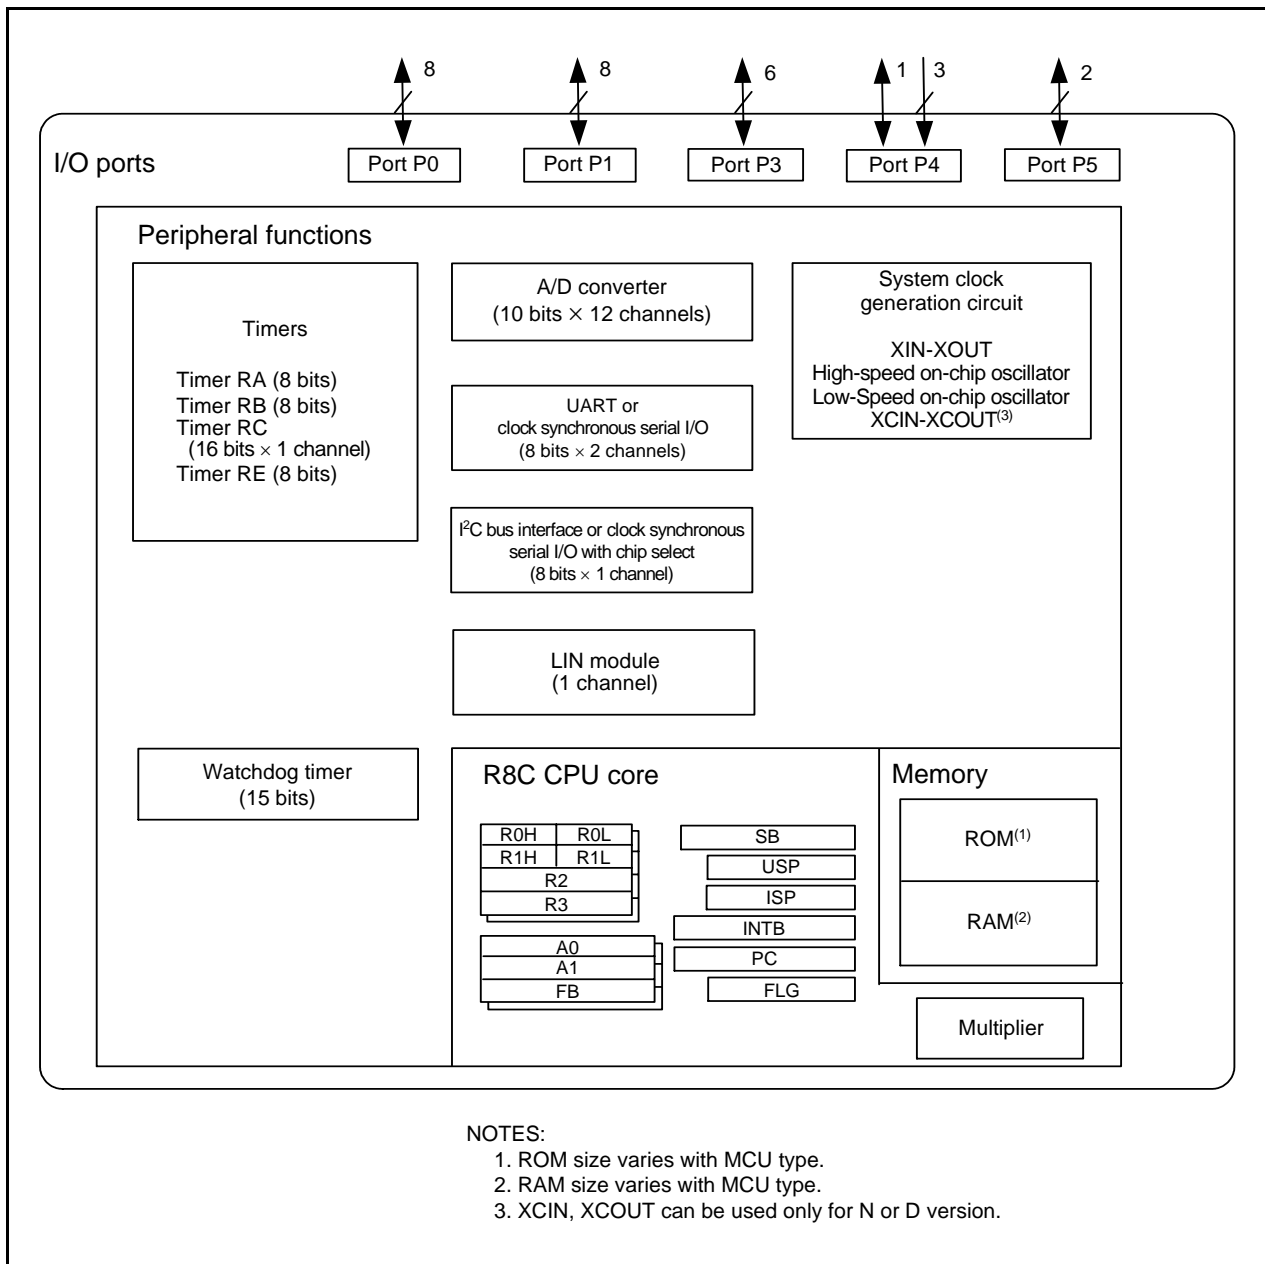 8
8
6
1
3
2
I/O ports
Port P0
Port P1
Port P3
Port P4
Port P5
Peripheral functions
Timers
Timer RA (8 bits)
Timer RB (8 bits)
Timer RC
(16 bits × 1 channel)
Timer RE (8 bits)
A/D converter
(10 bits × 12 channels)
UART or
clock synchronous serial I/O
(8 bits × 2 channels)
I²C bus interface or clock synchronous
serial I/O with chip select
(8 bits × 1 channel)
LIN module
(1 channel)
System clock
generation circuit
XIN-XOUT
High-speed on-chip oscillator
Low-Speed on-chip oscillator
XCIN-XCOUT(3)
Watchdog timer
(15 bits)
R8C CPU core
R0H
R0L
R1H
R1L
R2
R3
A0
A1
FB
SB
USP
ISP
INTB
PC
FLG
Memory
ROM(1)
RAM(2)
Multiplier
NOTES:
1. ROM size varies with MCU type.
2. RAM size varies with MCU type.
3. XCIN, XCOUT can be used only for N or D version.